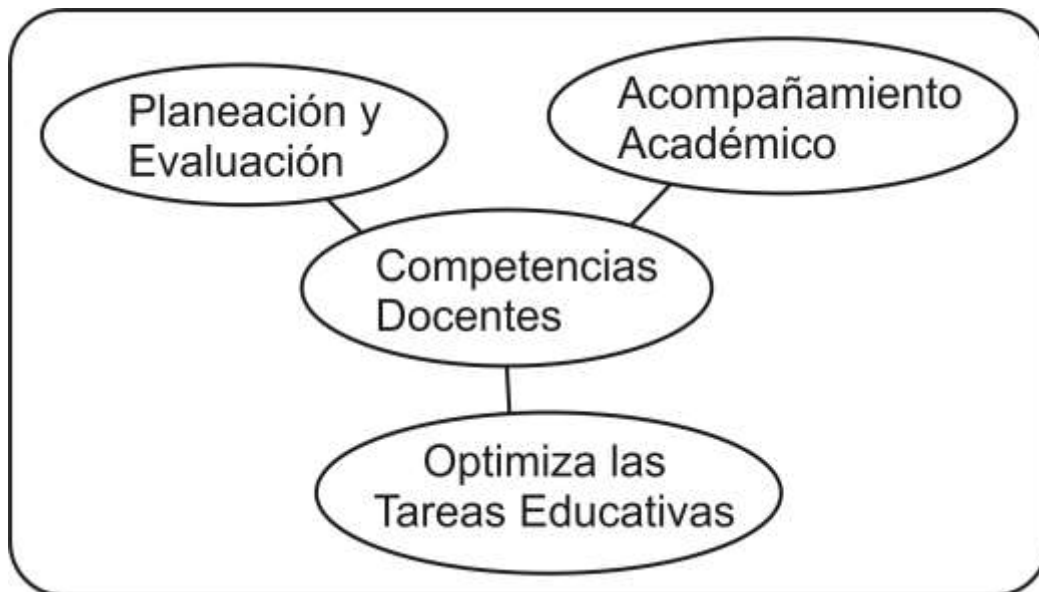 Planeación y
Evaluación
Acompañamiento
Académico
Competencias
Docentes
Optimiza las
Tareas Educativas